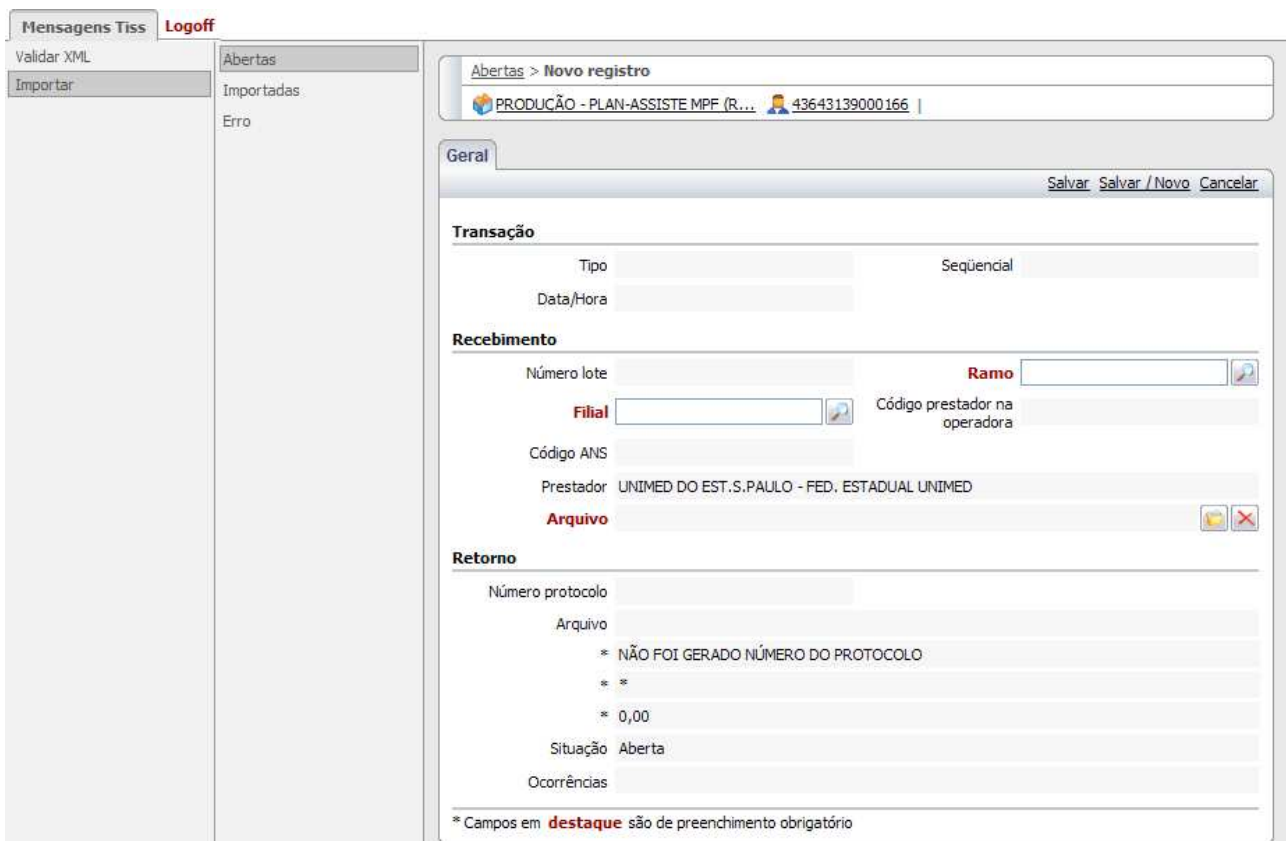 Mensagens Tiss Logoff
Validar XML
Importar
Abertas
Importadas
Erro
Abertas > Novo registro
PRODUÇÃO - PLAN-ASSISTE MPF (R... 43643139000166 |
Geral
Salvar Salvar / Novo Cancelar
Transação
Tipo Seqüencial
Data/Hora
Recebimento
Número lote Ramo
Filial Código prestador na
operadora
Código ANS
Prestador UNIMED DO EST.S.PAULO - FED. ESTADUAL UNIMED
Arquivo
Retorno
Número protocolo
Arquivo
* NÃO FOI GERADO NÚMERO DO PROTOCOLO
* *
* 0,00
Situação Aberta
Ocorrências
* Campos em destaque são de preenchimento obrigatório